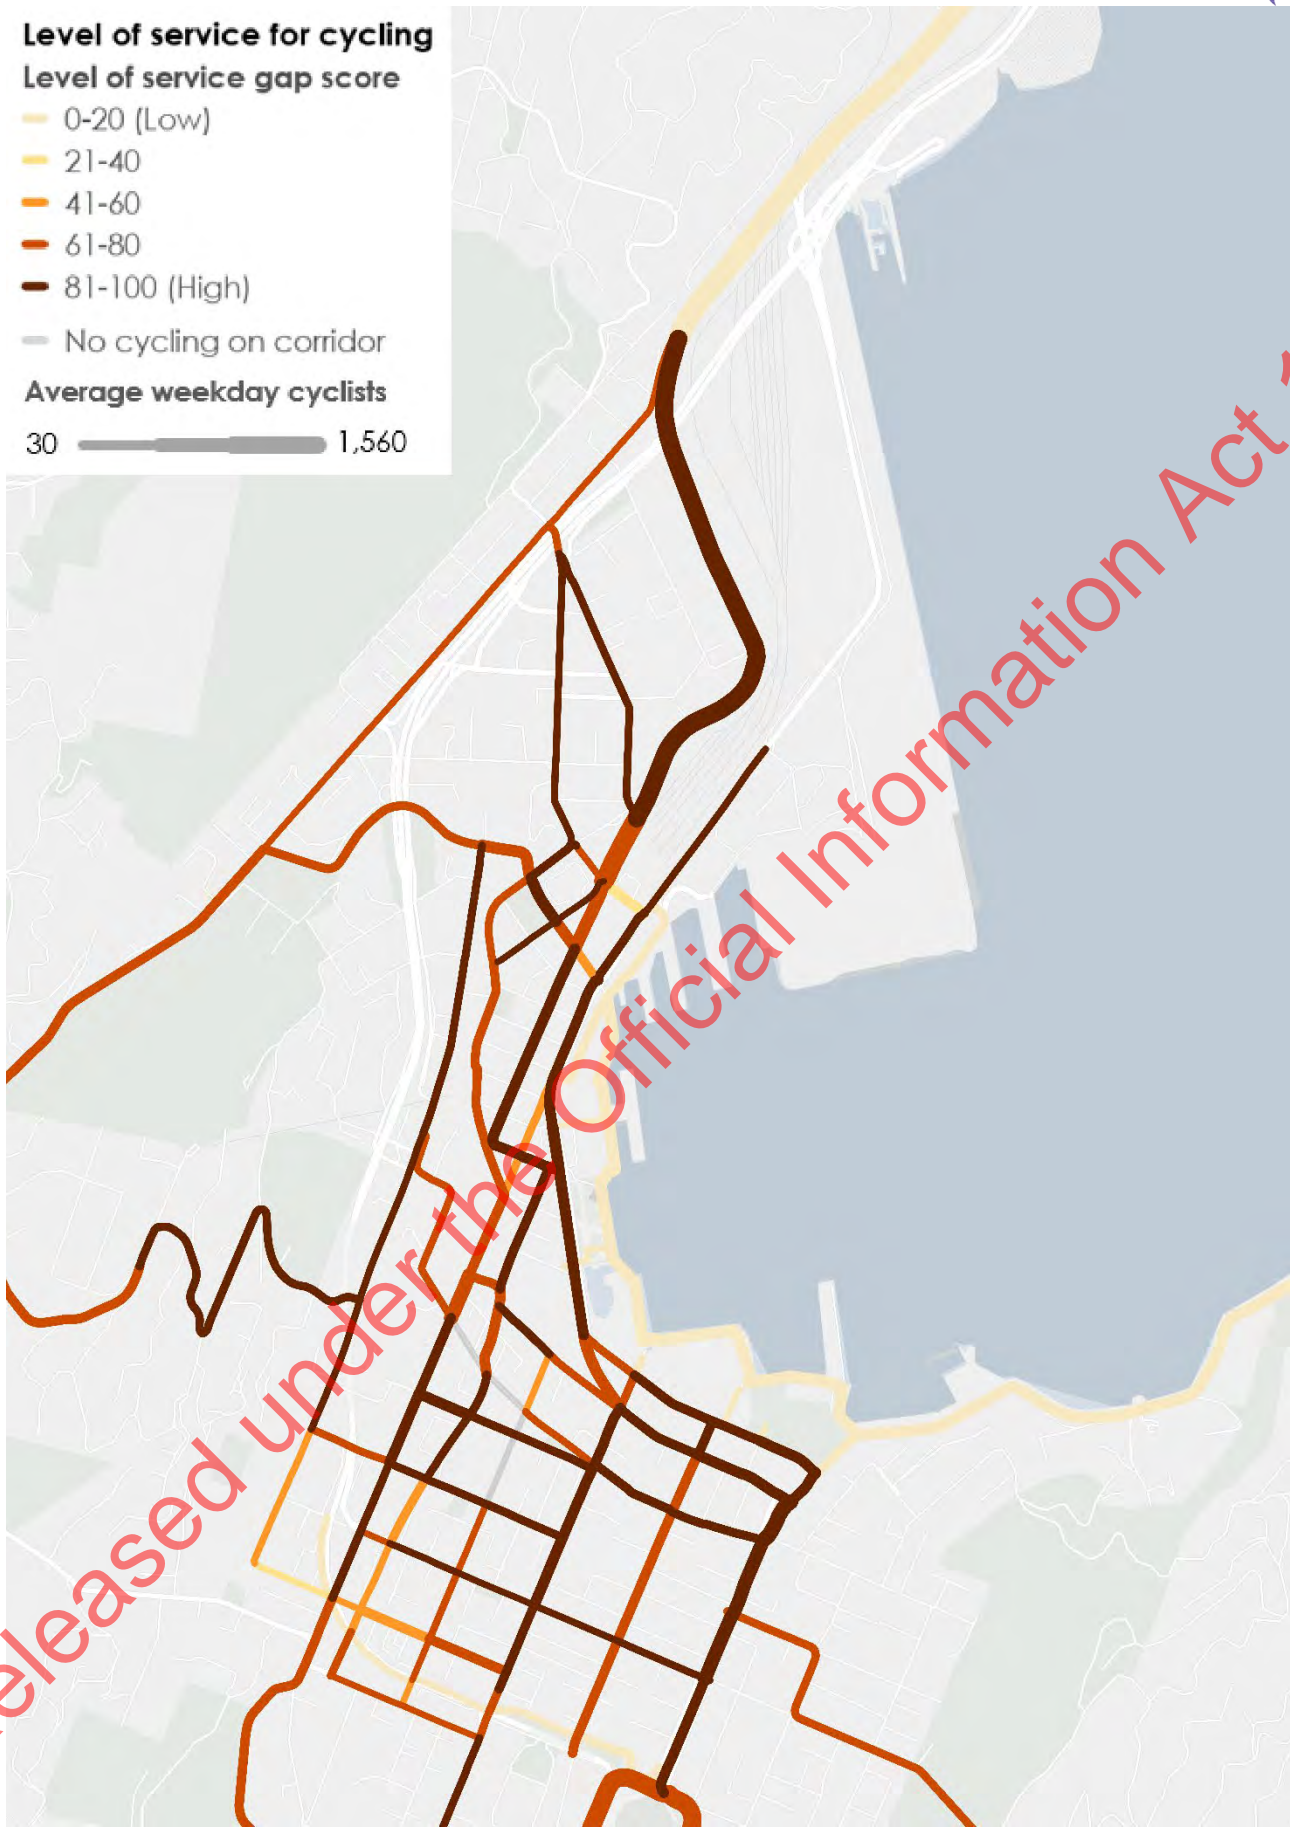 Level of service for cycling
Level of service gap score
0-20 (Low)
21-40
41-60
61-80
81-100 (High)
No cycling on corridor
Average weekday cyclists
30 1,560
Released under the Official Information Act